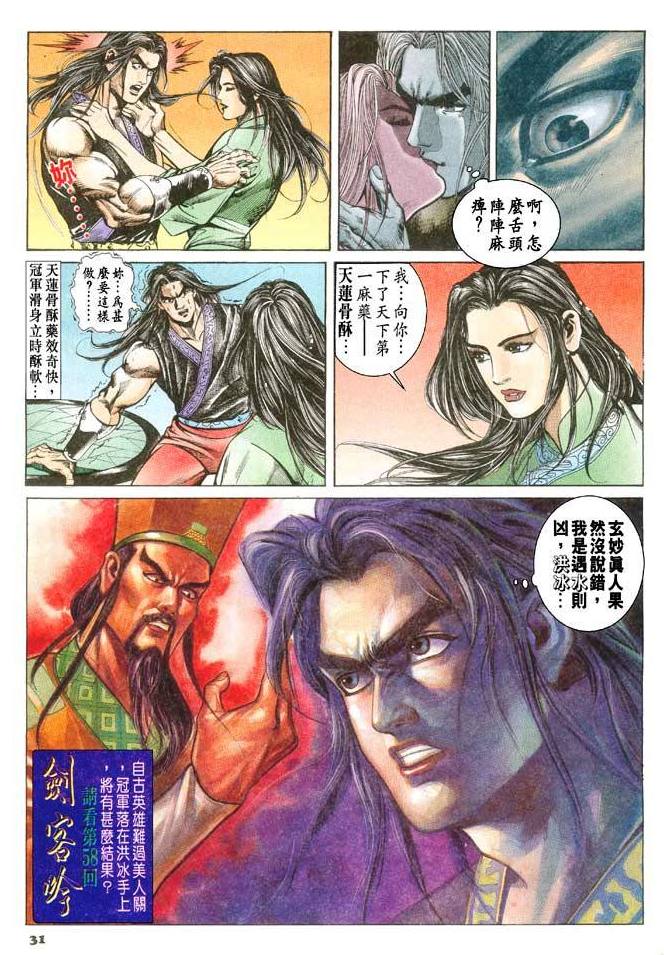 啊，怎
麼舌頭
陣陣麻
痺？
妳……
我…向你…
下了天下第
一麻藥——
天蓮骨酥…
妳…爲甚
麼要這樣
做？……
天蓮骨酥藥效奇快，
冠軍滑身立時酥軟…
玄妙眞人果
然沒說錯，
我是遇水則
凶，洪冰…
自古英雄難過美人關
，冠軍落在洪冰手上
，將有甚麼結果？
請看第58回
劍客吟
31